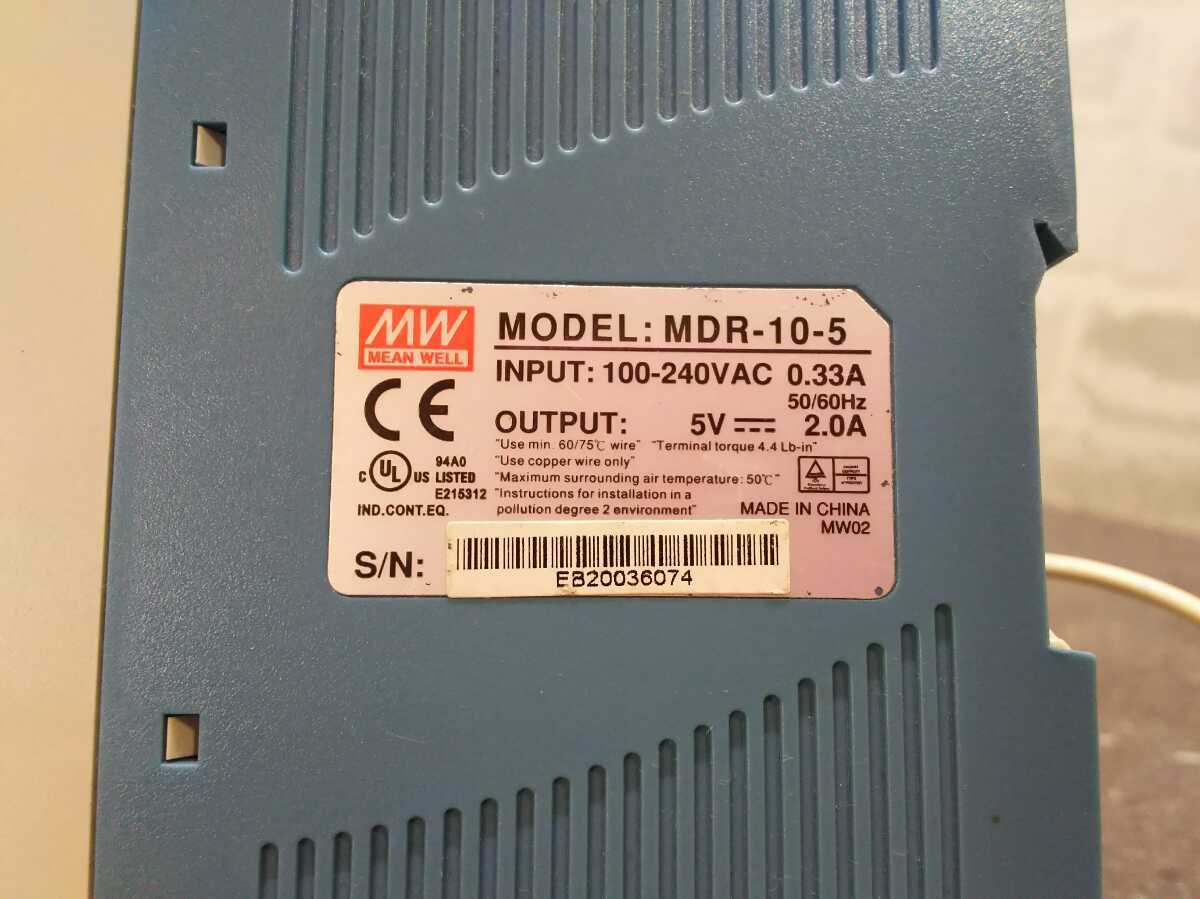 MW
MEAN WELL
MODEL: MDR-10-5
INPUT: 100-240VAC 0.33A
50/60Hz
OUTPUT: 5V 2.0A
"Use min. 60/75℃ wire" "Terminal torque 4.4 Lb-in"
"Use copper wire only"
"Maximum surrounding air temperature: 50℃"
"Instructions for installation in a
pollution degree 2 environment"
CE
94A0
C UL US LISTED
E215312
IND.CONT.EQ.
MADE IN CHINA
MW02
S/N:
EB20036074